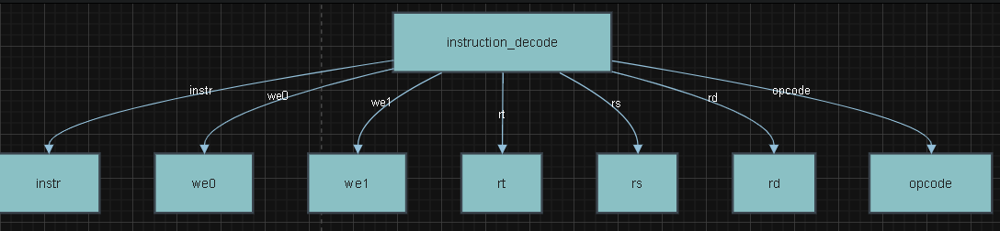 instruction_decode
instr
we0
we1
rt
rs
rd
opcode
instr
we0
we1
rt
rs
rd
opcode